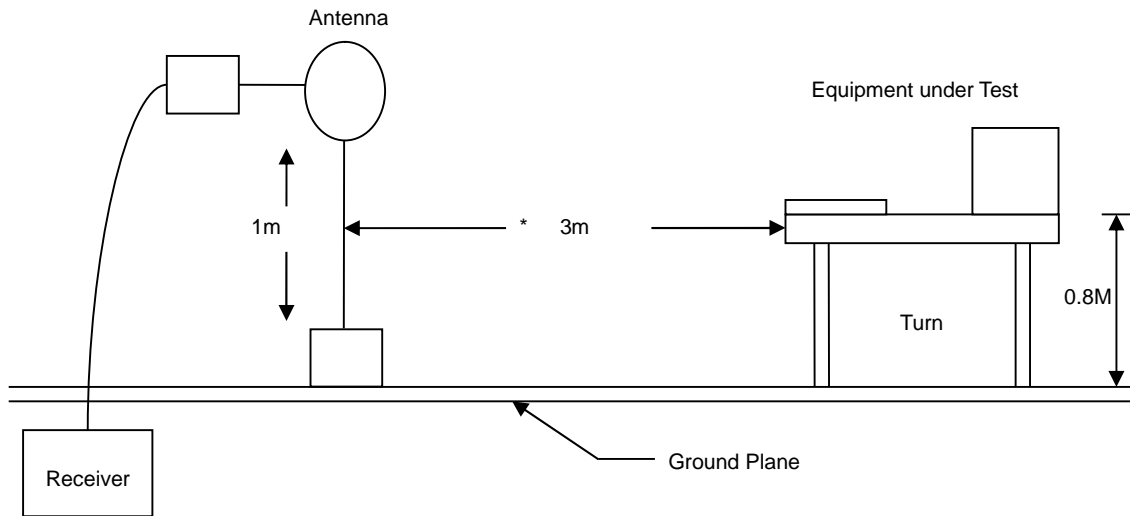 Antenna
Equipment under Test
1m
* 3m
0.8M
Turn
Ground Plane
Receiver